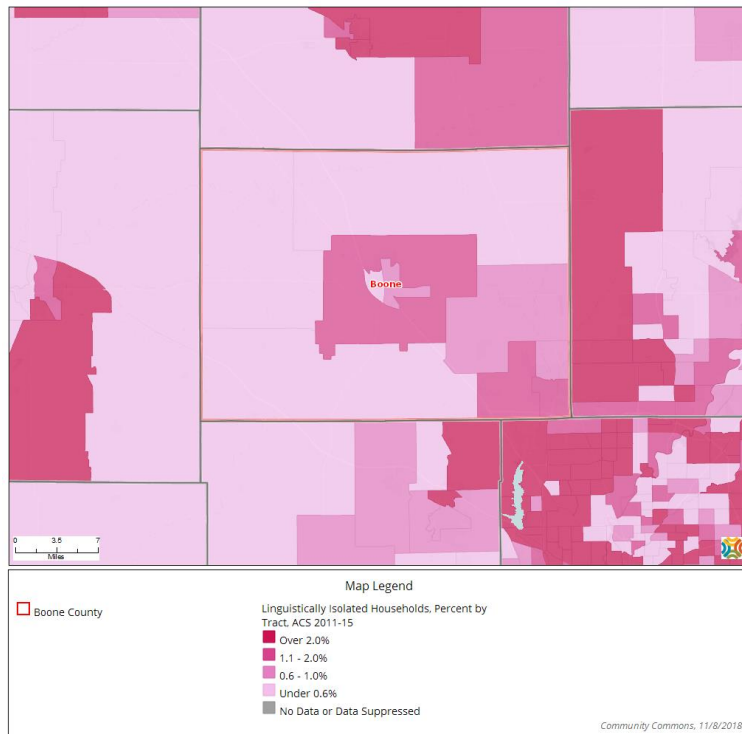 Boone
0 3.5 7
Miles
Map Legend
Boone County
Linguistically Isolated Households, Percent by
Tract, ACS 2011-15
Over 2.0%
1.1 - 2.0%
0.6 - 1.0%
Under 0.6%
No Data or Data Suppressed
Community Commons, 11/8/2018